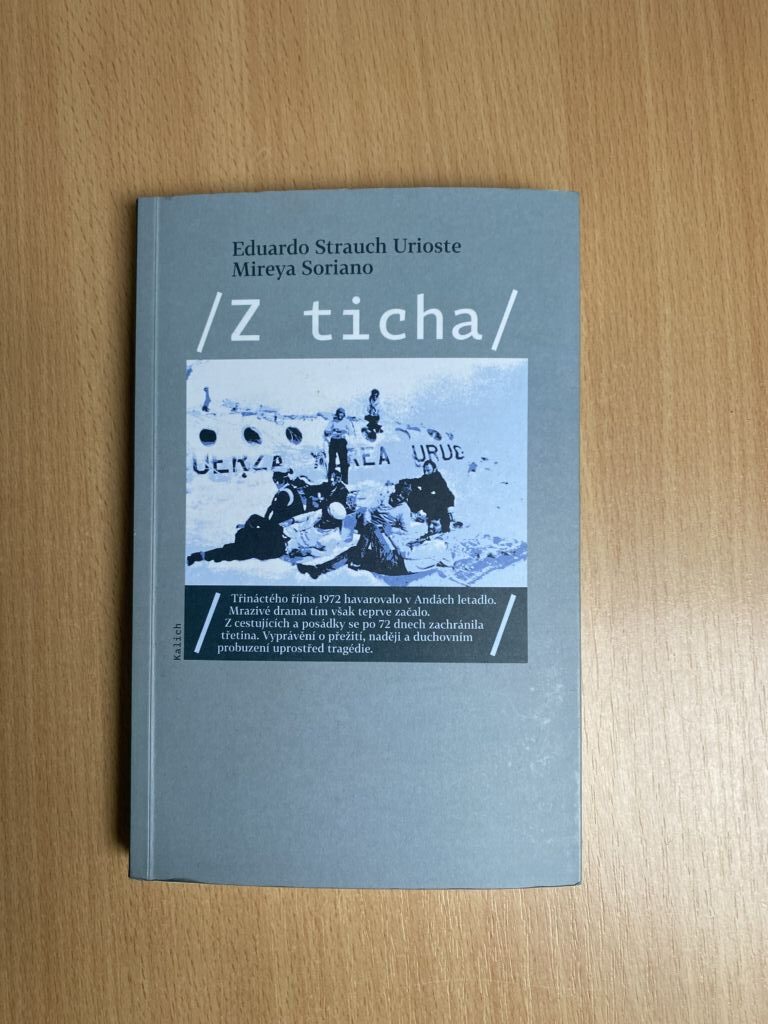 Eduardo Strauch Urioste
Mireya Soriano
/Z ticha/
UERZA AEREA URUG
Třináctého října 1972 havarovalo v Andách letadlo.
Mrazivé drama tím však teprve začalo.
Z cestujících a posádky se po 72 dnech zachránila
třetina. Vyprávění o přežití, naději a duchovním
probuzení uprostřed tragédie.
Kalich